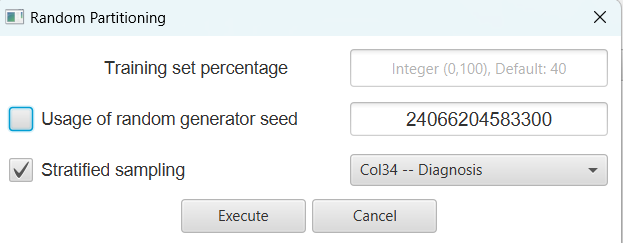 Random Partitioning
Training set percentage Integer (0,100), Default: 40
Usage of random generator seed 24066204583300
Stratified sampling Col34 -- Diagnosis
Execute Cancel